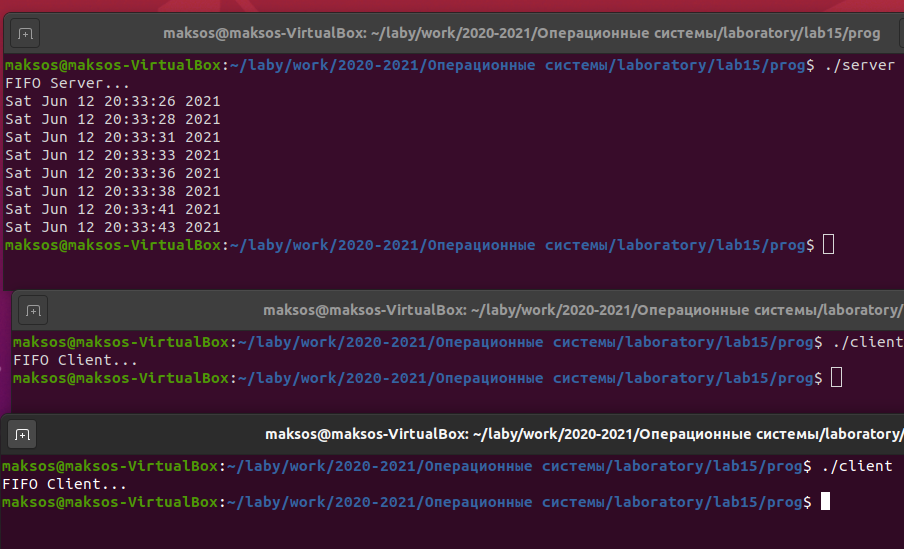 maksos@maksos-VirtualBox: ~/laby/work/2020-2021/Операционные системы/laboratory/lab15/prog
maksos@maksos-VirtualBox:~/laby/work/2020-2021/Операционные системы/laboratory/lab15/prog$ ./server
FIFO Server...
Sat Jun 12 20:33:26 2021
Sat Jun 12 20:33:28 2021
Sat Jun 12 20:33:31 2021
Sat Jun 12 20:33:33 2021
Sat Jun 12 20:33:36 2021
Sat Jun 12 20:33:38 2021
Sat Jun 12 20:33:41 2021
Sat Jun 12 20:33:43 2021
maksos@maksos-VirtualBox:~/laby/work/2020-2021/Операционные системы/laboratory/lab15/prog$
maksos@maksos-VirtualBox: ~/laby/work/2020-2021/Операционные системы/laboratory/
maksos@maksos-VirtualBox:~/laby/work/2020-2021/Операционные системы/laboratory/lab15/prog$ ./client
FIFO Client...
maksos@maksos-VirtualBox:~/laby/work/2020-2021/Операционные системы/laboratory/lab15/prog$
maksos@maksos-VirtualBox: ~/laby/work/2020-2021/Операционные системы/laboratory/
maksos@maksos-VirtualBox:~/laby/work/2020-2021/Операционные системы/laboratory/lab15/prog$ ./client
FIFO Client...
maksos@maksos-VirtualBox:~/laby/work/2020-2021/Операционные системы/laboratory/lab15/prog$